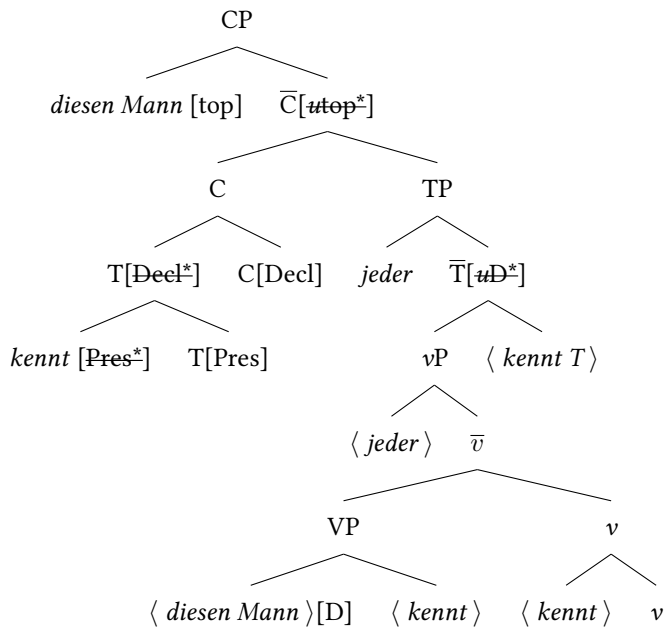 CP
diesen Mann [top] C̅[utop*]
C TP
T[Decl*] C[Decl] jeder T̅[uD*]
kennt [Pres*] T[Pres] vP ⟨ kennt T ⟩
⟨ jeder ⟩ v̅
VP v
⟨ diesen Mann ⟩[D] ⟨ kennt ⟩ ⟨ kennt ⟩ v